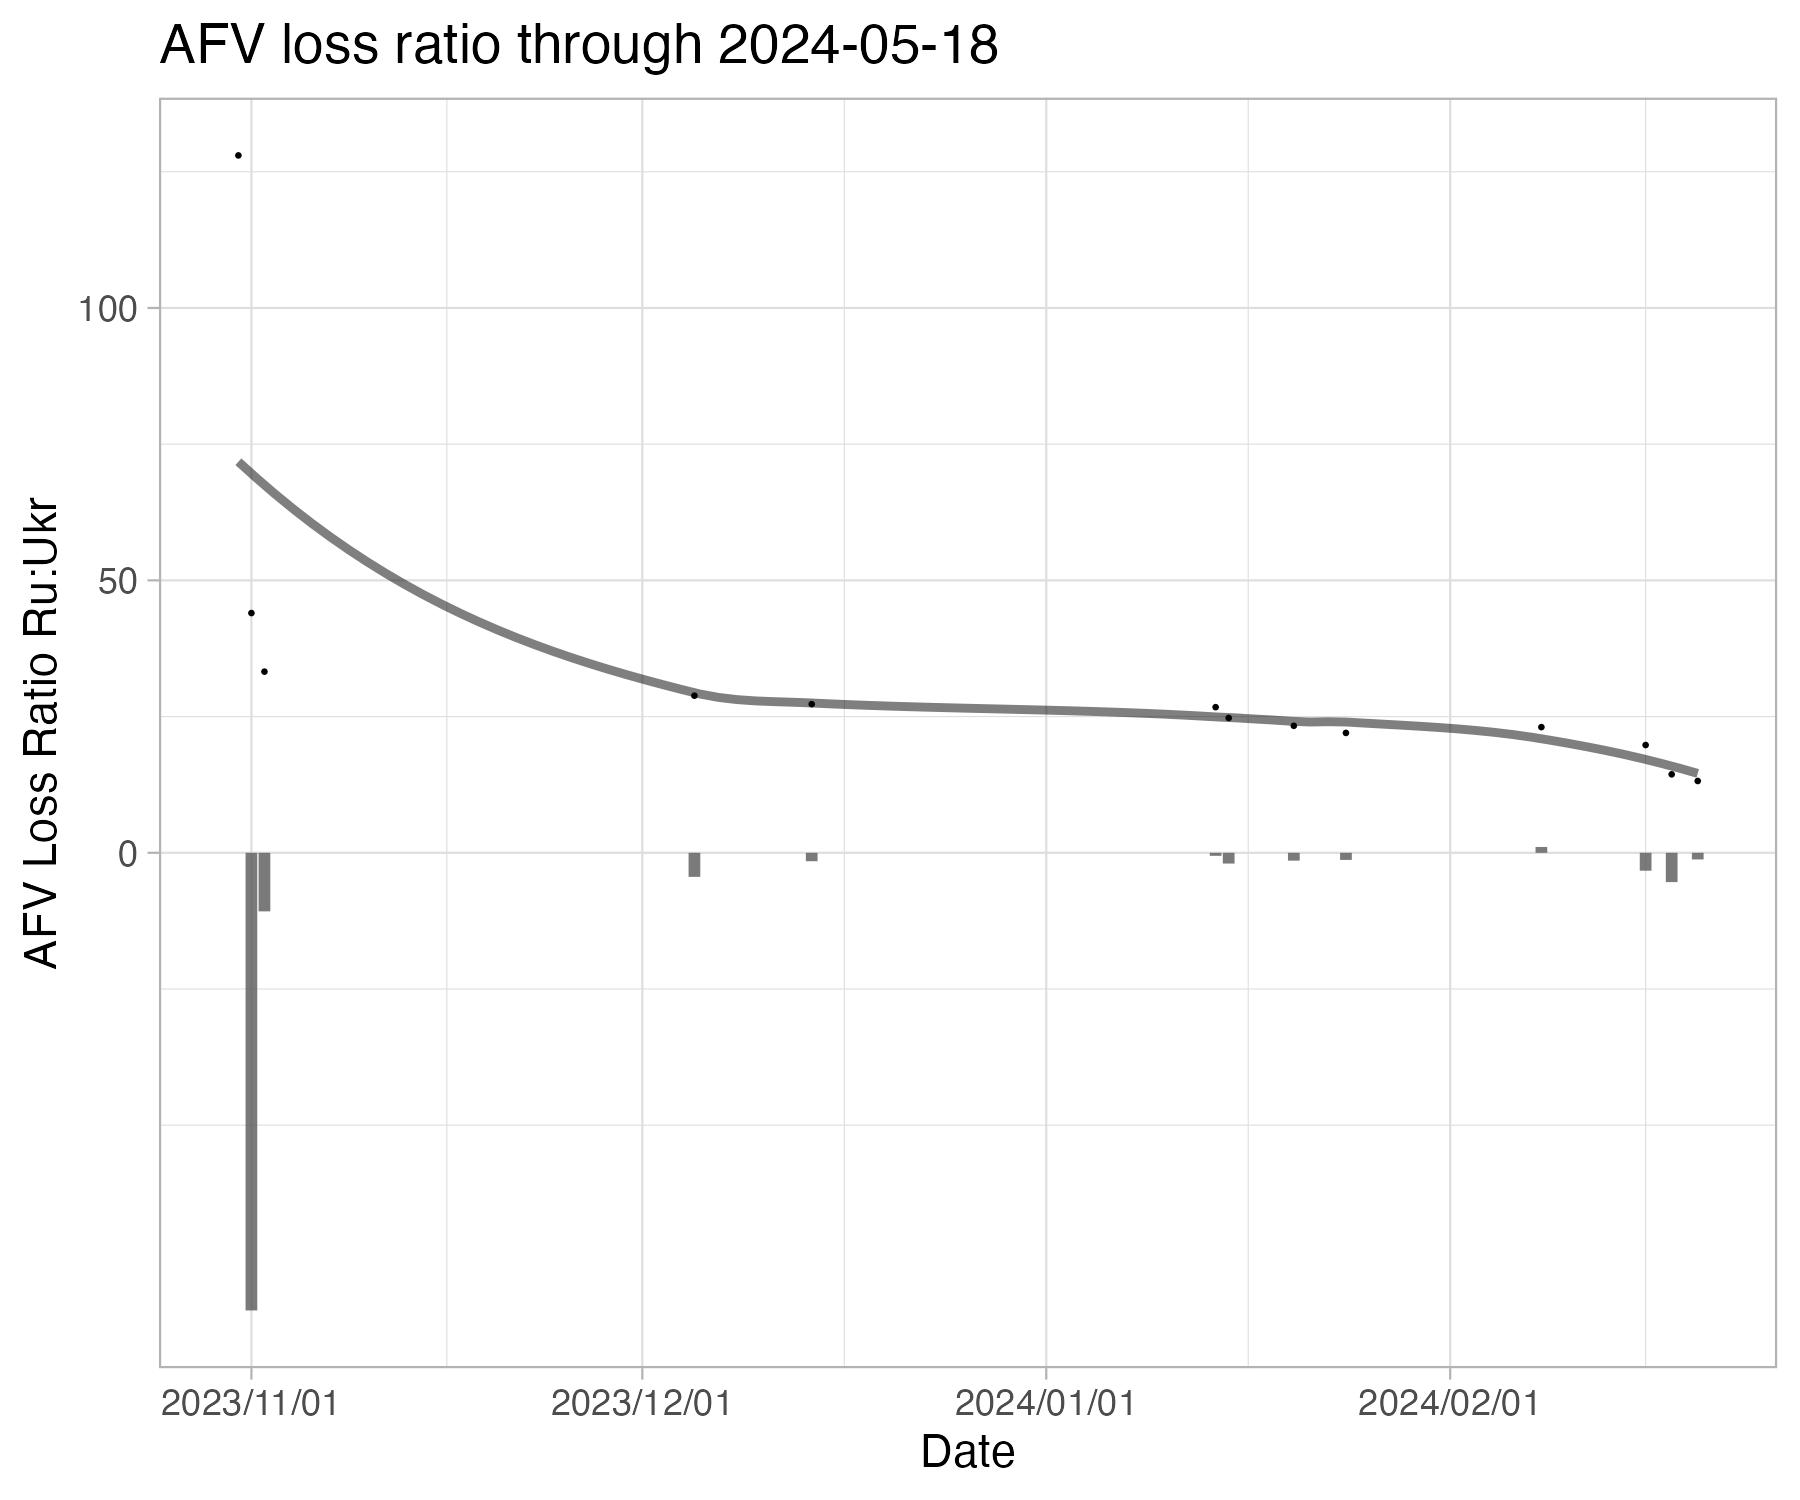 AFV loss ratio through 2024-05-18
AFV Loss Ratio Ru:Ukr
100
50
0
2023/11/01 2023/12/01 2024/01/01 2024/02/01
Date